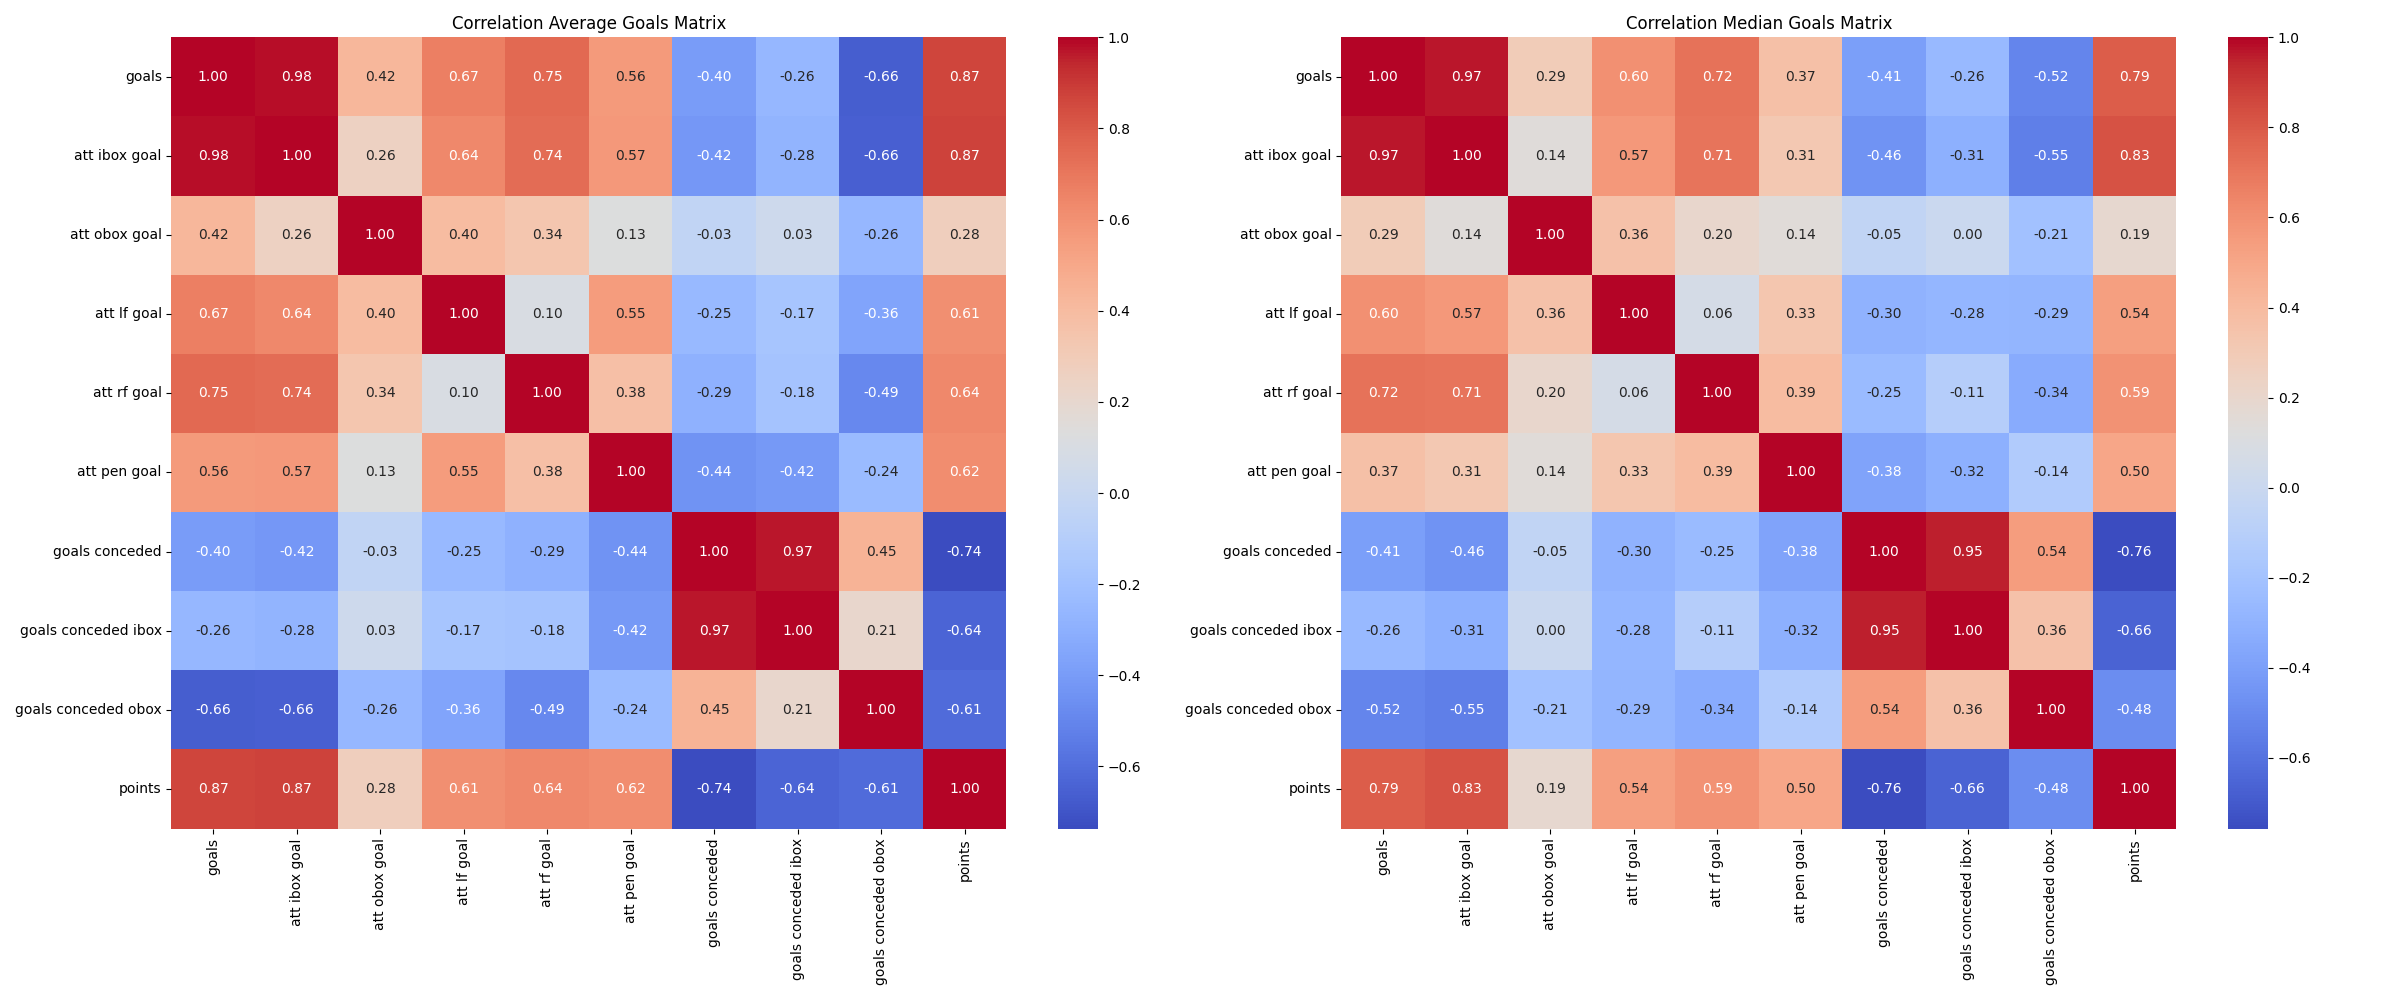 Correlation Average Goals Matrix
goals 1.00 0.98 0.42 0.67 0.75 0.56 -0.40 -0.26 -0.66 0.87
att ibox goal 0.98 1.00 0.26 0.64 0.74 0.57 -0.42 -0.28 -0.66 0.87
att obox goal 0.42 0.26 1.00 0.40 0.34 0.13 -0.03 0.03 -0.26 0.28
att lf goal 0.67 0.64 0.40 1.00 0.10 0.55 -0.25 -0.17 -0.36 0.61
att rf goal 0.75 0.74 0.34 0.10 1.00 0.38 -0.29 -0.18 -0.49 0.64
att pen goal 0.56 0.57 0.13 0.55 0.38 1.00 -0.44 -0.42 -0.24 0.62
goals conceded -0.40 -0.42 -0.03 -0.25 -0.29 -0.44 1.00 0.97 0.45 -0.74
goals conceded ibox -0.26 -0.28 0.03 -0.17 -0.18 -0.42 0.97 1.00 0.21 -0.64
goals conceded obox -0.66 -0.66 -0.26 -0.36 -0.49 -0.24 0.45 0.21 1.00 -0.61
points 0.87 0.87 0.28 0.61 0.64 0.62 -0.74 -0.64 -0.61 1.00
goals
att ibox goal
att obox goal
att lf goal
att rf goal
att pen goal
goals conceded
goals conceded ibox
goals conceded obox
points
1.0
0.8
0.6
0.4
0.2
0.0
−0.2
−0.4
−0.6
Correlation Median Goals Matrix
goals 1.00 0.97 0.29 0.60 0.72 0.37 -0.41 -0.26 -0.52 0.79
att ibox goal 0.97 1.00 0.14 0.57 0.71 0.31 -0.46 -0.31 -0.55 0.83
att obox goal 0.29 0.14 1.00 0.36 0.20 0.14 -0.05 0.00 -0.21 0.19
att lf goal 0.60 0.57 0.36 1.00 0.06 0.33 -0.30 -0.28 -0.29 0.54
att rf goal 0.72 0.71 0.20 0.06 1.00 0.39 -0.25 -0.11 -0.34 0.59
att pen goal 0.37 0.31 0.14 0.33 0.39 1.00 -0.38 -0.32 -0.14 0.50
goals conceded -0.41 -0.46 -0.05 -0.30 -0.25 -0.38 1.00 0.95 0.54 -0.76
goals conceded ibox -0.26 -0.31 0.00 -0.28 -0.11 -0.32 0.95 1.00 0.36 -0.66
goals conceded obox -0.52 -0.55 -0.21 -0.29 -0.34 -0.14 0.54 0.36 1.00 -0.48
points 0.79 0.83 0.19 0.54 0.59 0.50 -0.76 -0.66 -0.48 1.00
goals
att ibox goal
att obox goal
att lf goal
att rf goal
att pen goal
goals conceded
goals conceded ibox
goals conceded obox
points
1.0
0.8
0.6
0.4
0.2
0.0
−0.2
−0.4
−0.6